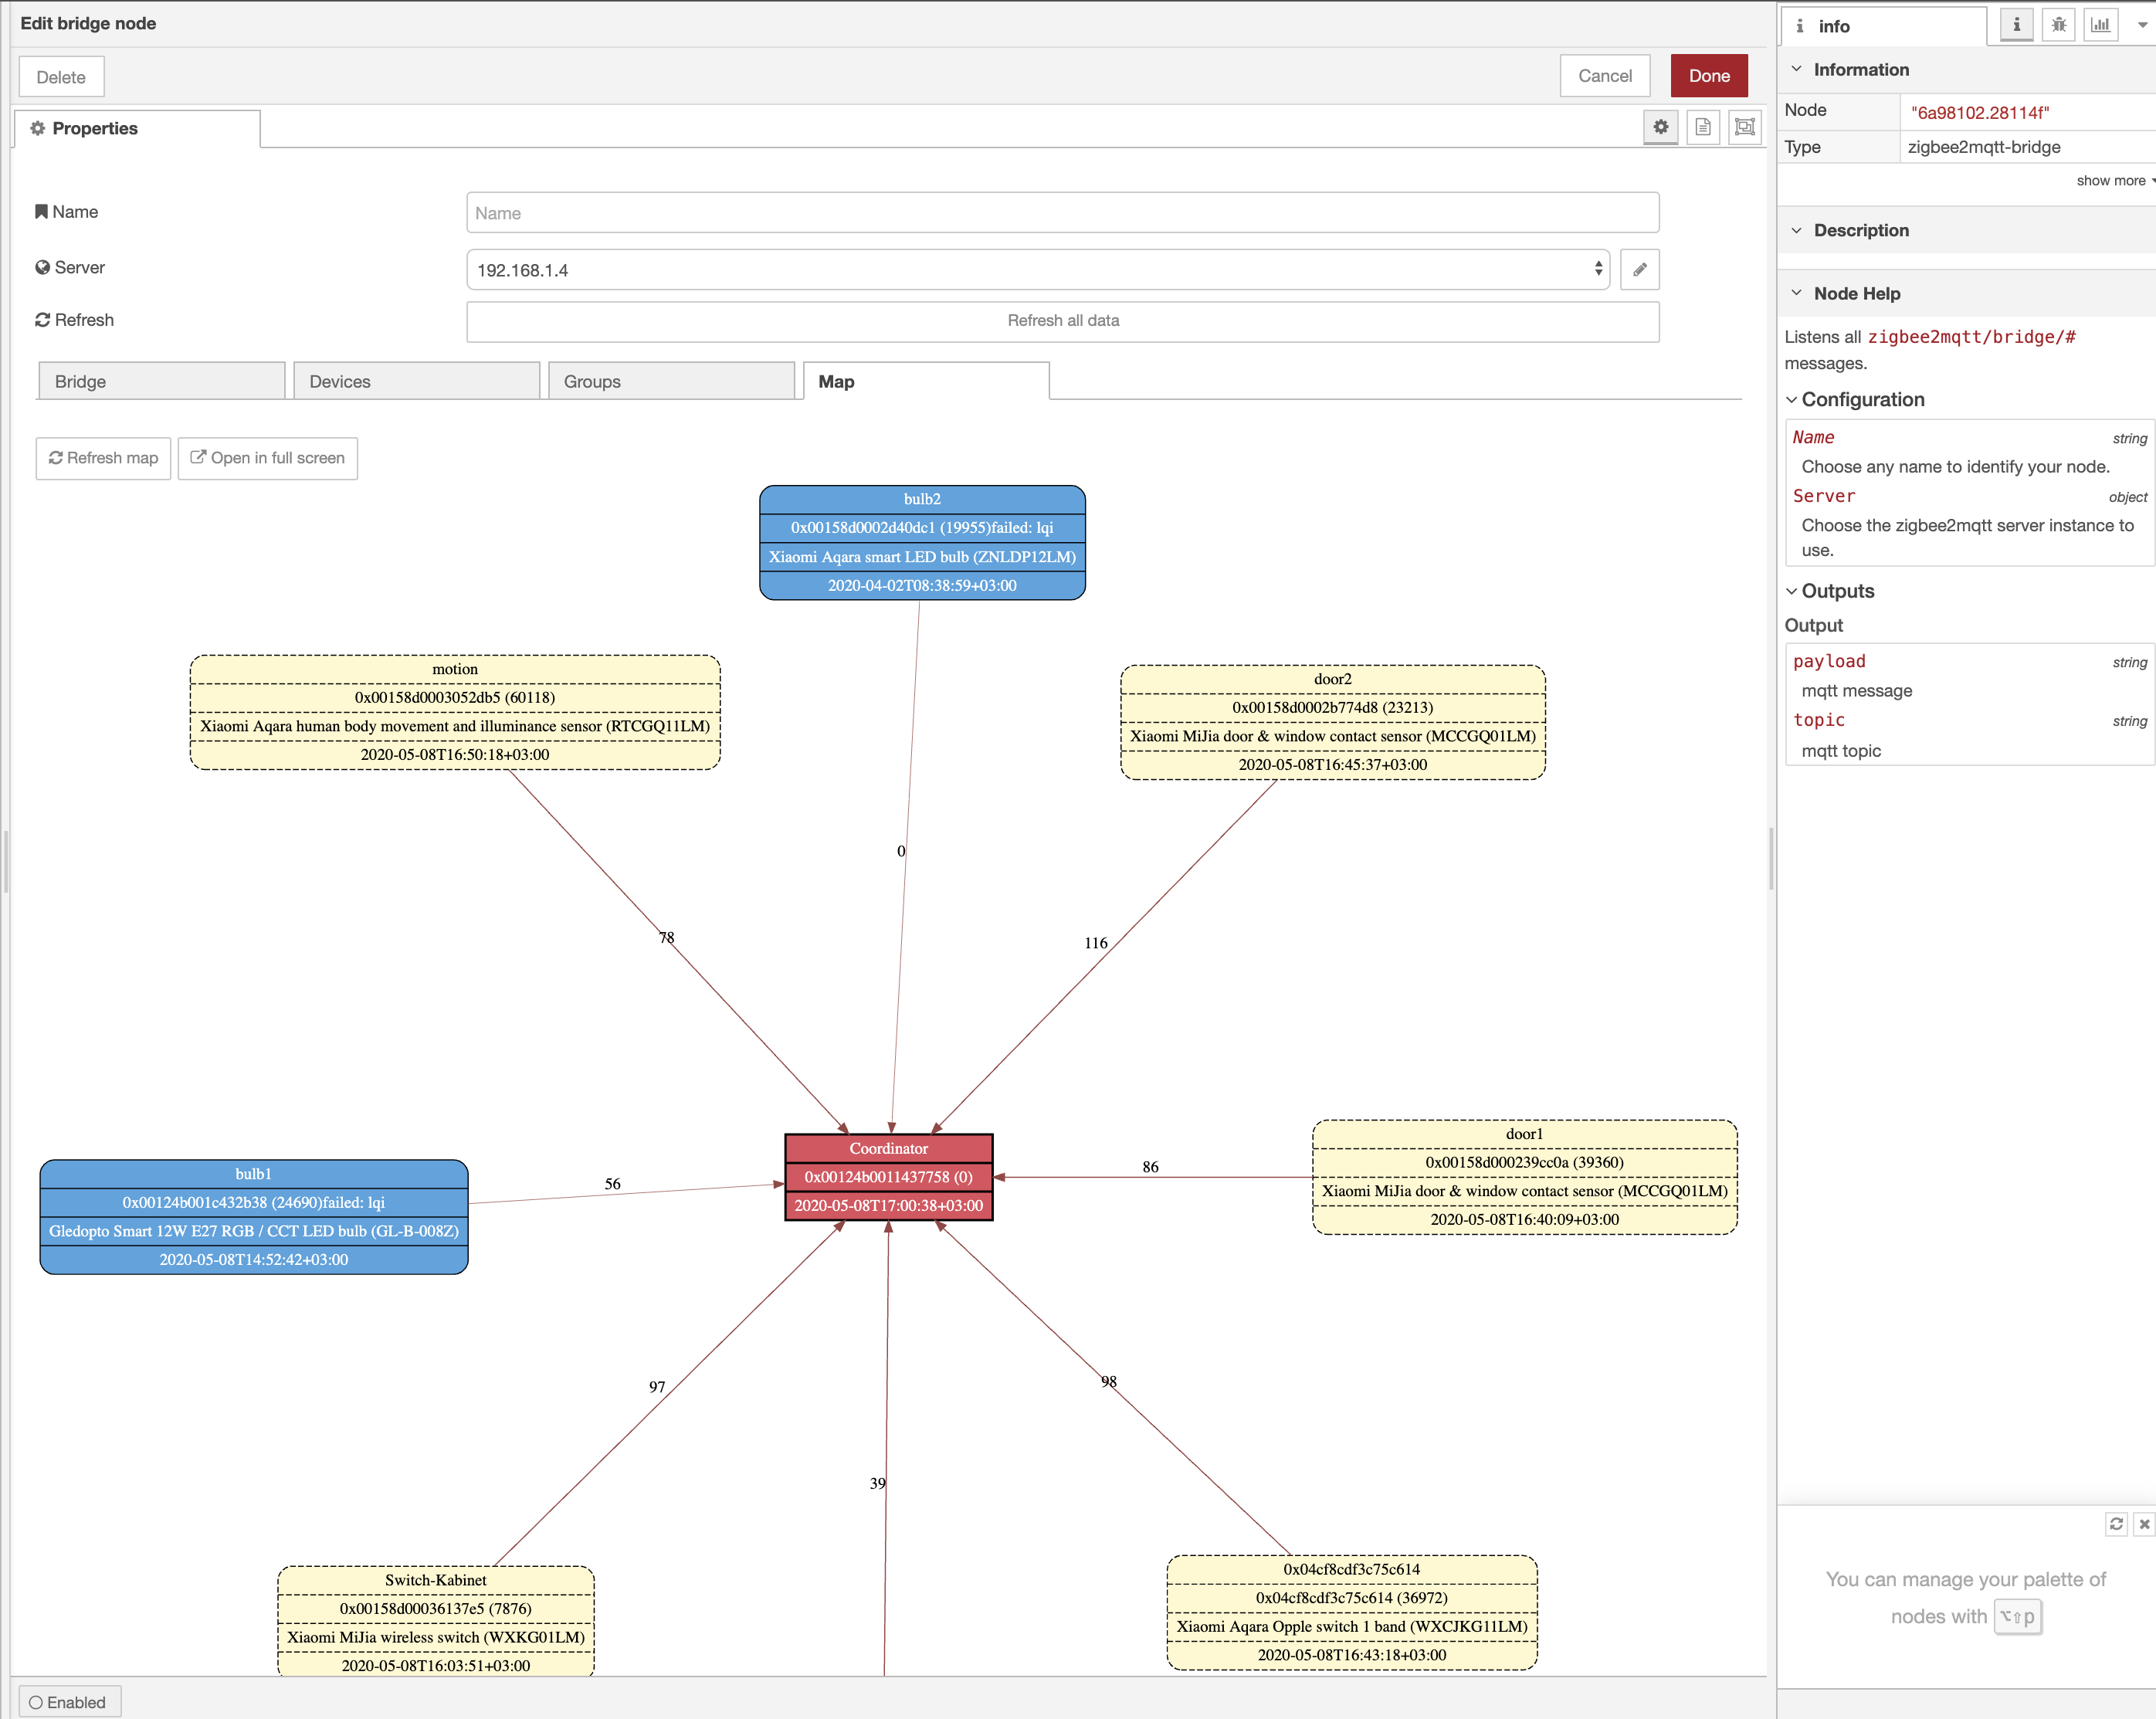 Edit bridge node
Delete
Cancel
Done
Properties
Name
Name
Server
192.168.1.4
Refresh
Refresh all data
Bridge
Devices
Groups
Map
Refresh map
Open in full screen
bulb2
0x00158d0002d40dc1 (19955)failed: lqi
Xiaomi Aqara smart LED bulb (ZNLDP12LM)
2020-04-02T08:38:59+03:00
motion
0x00158d0003052db5 (60118)
Xiaomi Aqara human body movement and illuminance sensor (RTCGQ11LM)
2020-05-08T16:50:18+03:00
door2
0x00158d0002b774d8 (23213)
Xiaomi MiJia door & window contact sensor (MCCGQ01LM)
2020-05-08T16:45:37+03:00
0
78
116
Coordinator
0x00124b0011437758 (0)
2020-05-08T17:00:38+03:00
door1
0x00158d000239cc0a (39360)
Xiaomi MiJia door & window contact sensor (MCCGQ01LM)
2020-05-08T16:40:09+03:00
86
bulb1
0x00124b001c432b38 (24690)failed: lqi
Gledopto Smart 12W E27 RGB / CCT LED bulb (GL-B-008Z)
2020-05-08T14:52:42+03:00
56
97
98
39
Switch-Kabinet
0x00158d00036137e5 (7876)
Xiaomi MiJia wireless switch (WXKG01LM)
2020-05-08T16:03:51+03:00
0x04cf8cdf3c75c614
0x04cf8cdf3c75c614 (36972)
Xiaomi Aqara Opple switch 1 band (WXCJKG11LM)
2020-05-08T16:43:18+03:00
Enabled
info
Information
Node
"6a98102.28114f"
Type
zigbee2mqtt-bridge
show more
Description
Node Help
Listens all zigbee2mqtt/bridge/#
messages.
Configuration
Name
string
Choose any name to identify your node.
Server
object
Choose the zigbee2mqtt server instance to
use.
Outputs
Output
payload
string
mqtt message
topic
string
mqtt topic
You can manage your palette of
nodes with ⌥⇧p